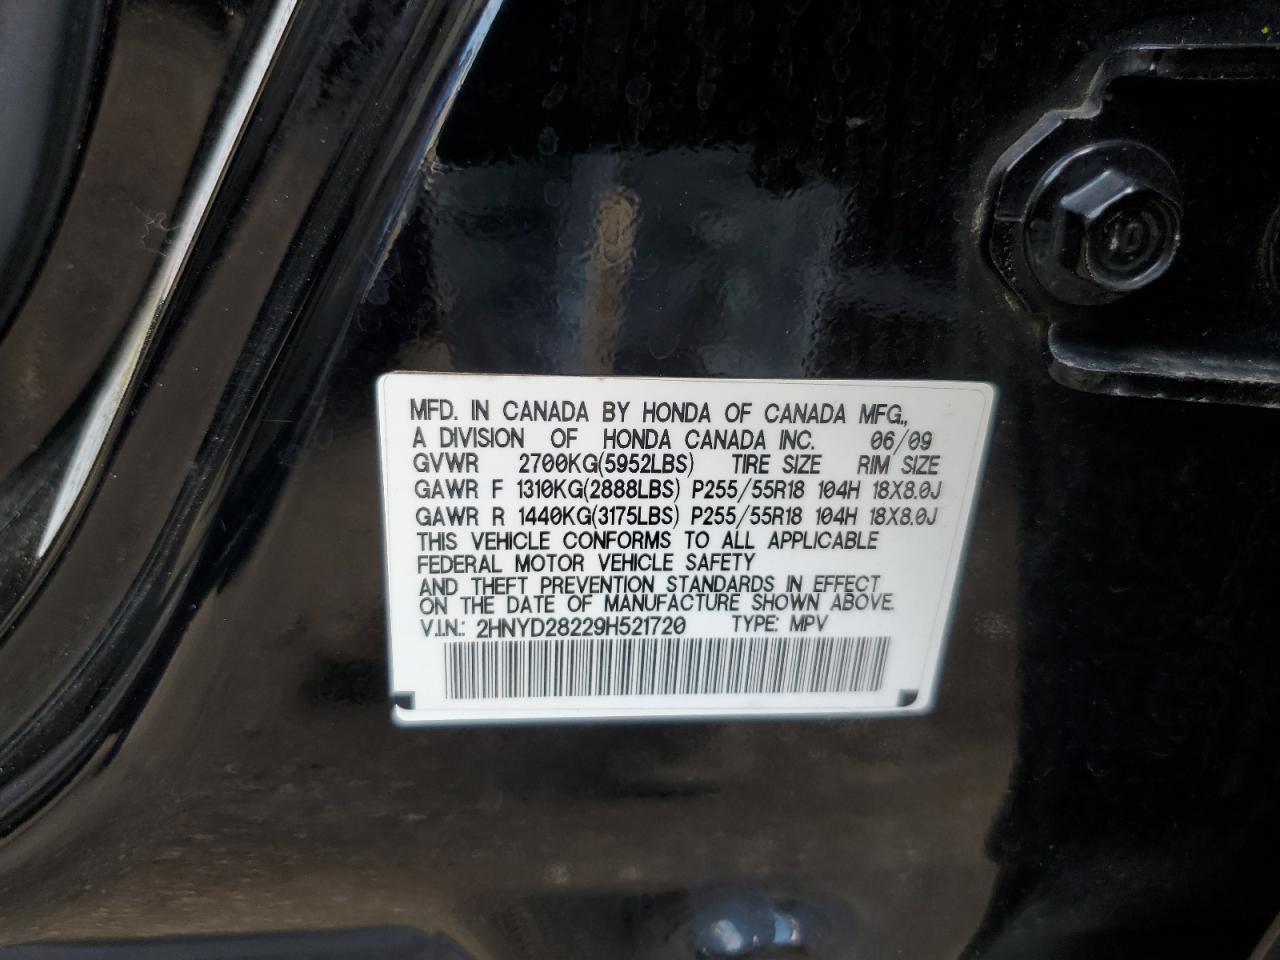 MFD. IN CANADA BY HONDA OF CANADA MFG.,
A DIVISION OF HONDA CANADA INC. 06/09
GVWR 2700KG(5952LBS) TIRE SIZE RIM SIZE
GAWR F 1310KG(2888LBS) P255/55R18 104H 18X8.0J
GAWR R 1440KG(3175LBS) P255/55R18 104H 18X8.0J
THIS VEHICLE CONFORMS TO ALL APPLICABLE
FEDERAL MOTOR VEHICLE SAFETY
AND THEFT PREVENTION STANDARDS IN EFFECT
ON THE DATE OF MANUFACTURE SHOWN ABOVE.
V.I.N.: 2HNYD28229H521720 TYPE: MPV
10